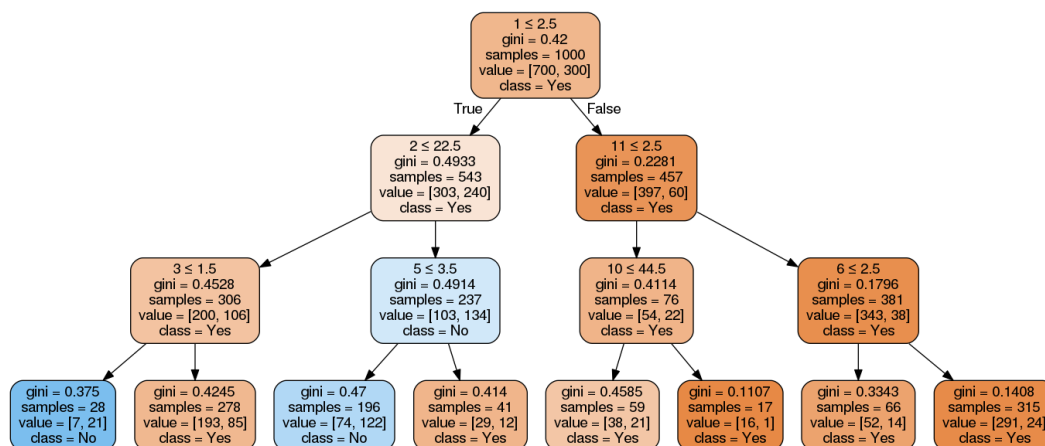 1 ≤ 2.5
gini = 0.42
samples = 1000
value = [700, 300]
class = Yes
True
False
2 ≤ 22.5
gini = 0.4933
samples = 543
value = [303, 240]
class = Yes
11 ≤ 2.5
gini = 0.2281
samples = 457
value = [397, 60]
class = Yes
3 ≤ 1.5
gini = 0.4528
samples = 306
value = [200, 106]
class = Yes
5 ≤ 3.5
gini = 0.4914
samples = 237
value = [103, 134]
class = No
10 ≤ 44.5
gini = 0.4114
samples = 76
value = [54, 22]
class = Yes
6 ≤ 2.5
gini = 0.1796
samples = 381
value = [343, 38]
class = Yes
gini = 0.375
samples = 28
value = [7, 21]
class = No
gini = 0.4245
samples = 278
value = [193, 85]
class = Yes
gini = 0.47
samples = 196
value = [74, 122]
class = No
gini = 0.414
samples = 41
value = [29, 12]
class = Yes
gini = 0.4585
samples = 59
value = [38, 21]
class = Yes
gini = 0.1107
samples = 17
value = [16, 1]
class = Yes
gini = 0.3343
samples = 66
value = [52, 14]
class = Yes
gini = 0.1408
samples = 315
value = [291, 24]
class = Yes